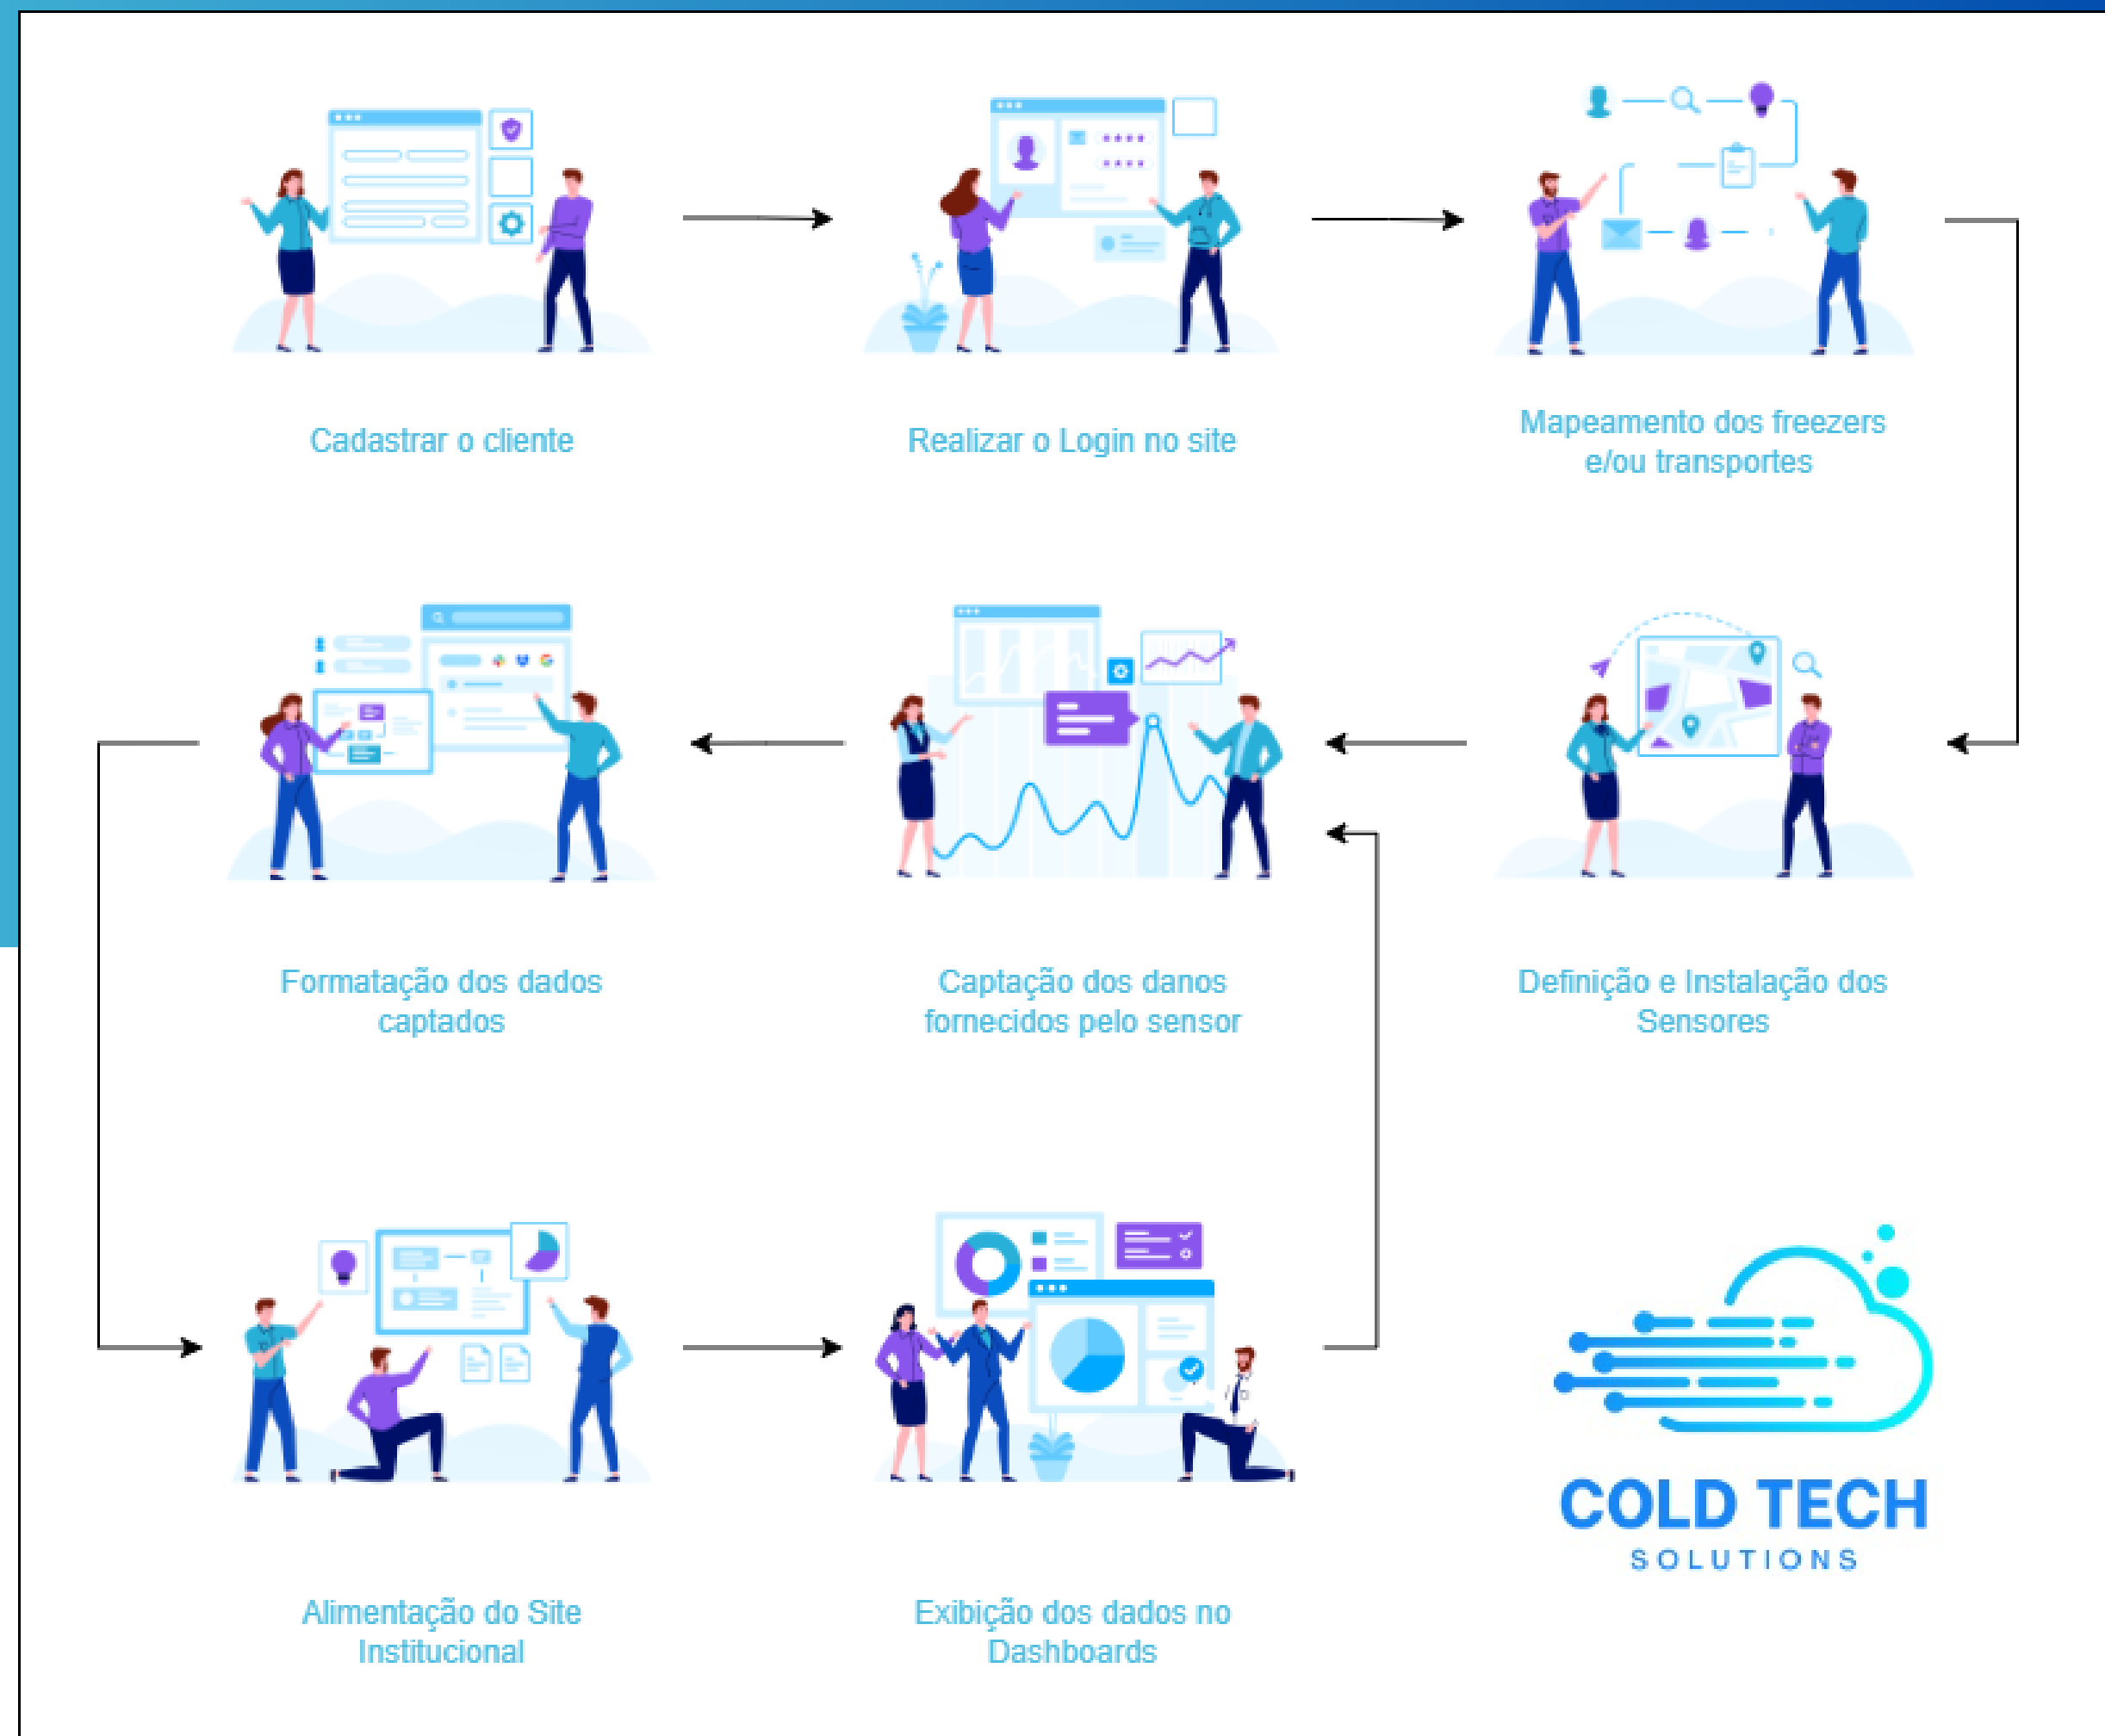 Cadastrar o cliente
Realizar o Login no site
Mapeamento dos freezers
e/ou transportes
Definição e Instalação dos
Sensores
Captação dos danos
fornecidos pelo sensor
Formatação dos dados
captados
Alimentação do Site
Institucional
Exibição dos dados no
Dashboards
COLD TECH
SOLUTIONS